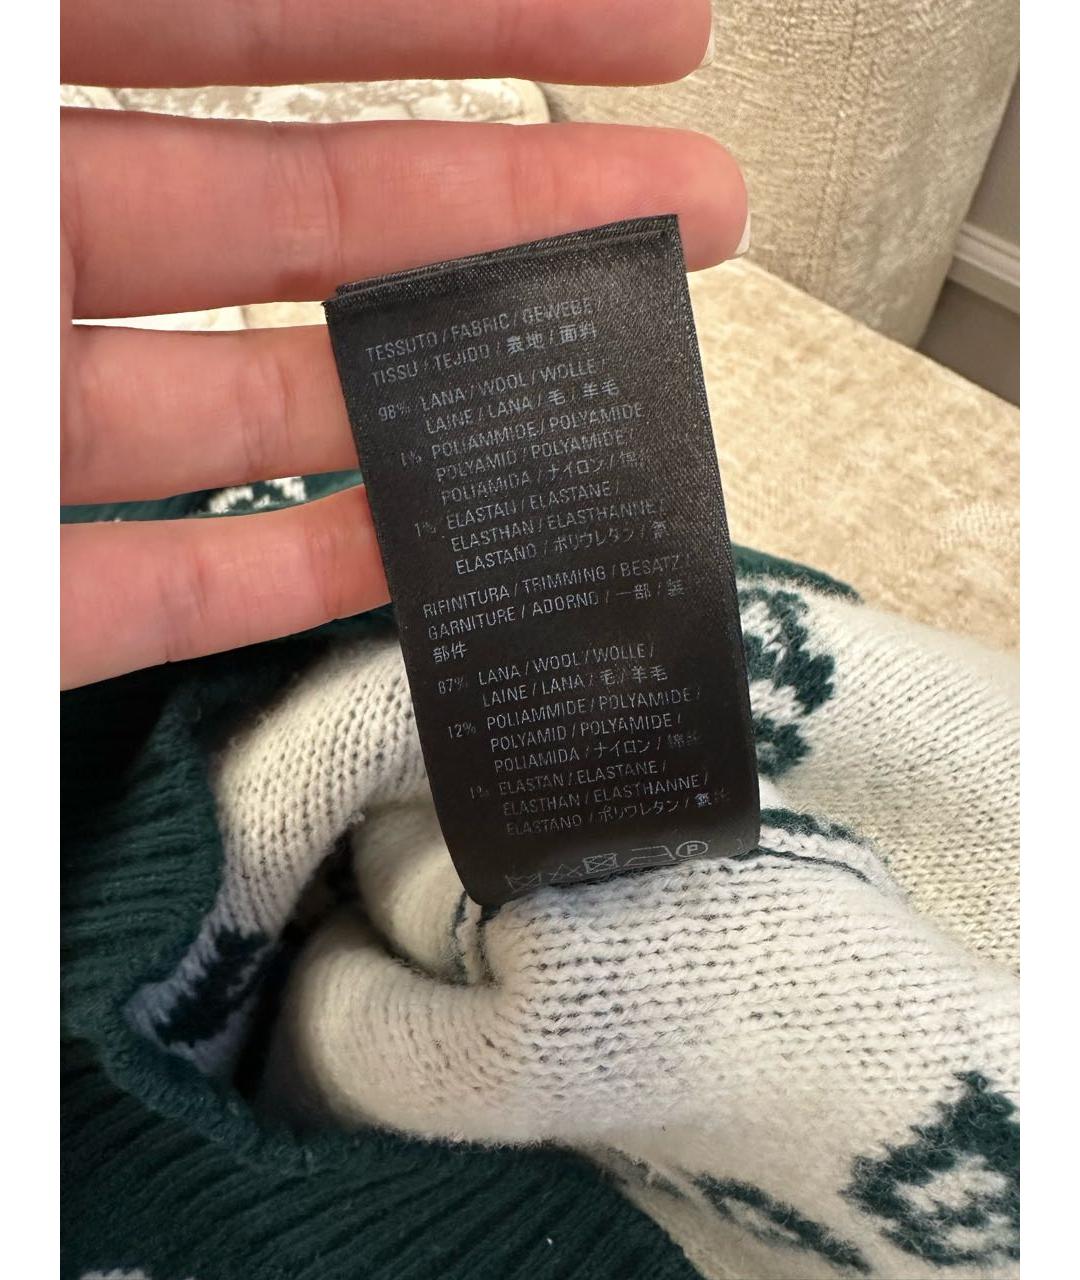 TESSUTO / FABRIC / GEWEBE /
TISSU / TEJIDO / 表地 / 面料
98% LANA / WOOL / WOLLE /
LAINE / LANA / 毛 / 羊毛
1% POLIAMMIDE / POLYAMIDE
POLYAMID / POLYAMIDE /
POLIAMIDA / ナイロン /
1% ELASTAN / ELASTANE /
ELASTHAN / ELASTHANNE /
ELASTANO / ポリウレタン /
RIFINITURA / TRIMMING / BESATZ /
GARNITURE / ADORNO / 一部 /
部件
87% LANA / WOOL / WOLLE /
LAINE / LANA / 毛 / 羊毛
12% POLIAMMIDE / POLYAMIDE /
POLYAMID / POLYAMIDE /
POLIAMIDA / ナイロン /
1% ELASTAN / ELASTANE /
ELASTHAN / ELASTHANNE /
ELASTANO / ポリウレタン /
P